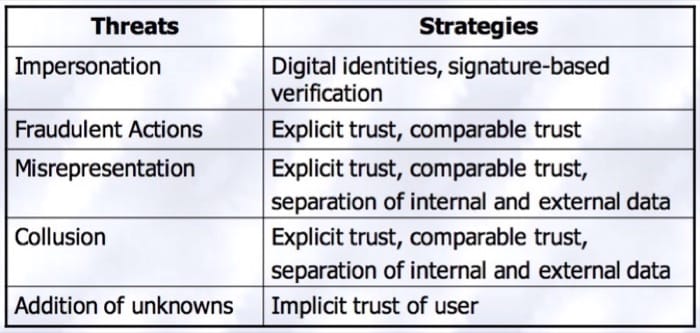 Threats Strategies
Impersonation Digital identities, signature-based
verification
Fraudulent Actions Explicit trust, comparable trust
Misrepresentation Explicit trust, comparable trust,
separation of internal and external data
Collusion Explicit trust, comparable trust,
separation of internal and external data
Addition of unknowns Implicit trust of user